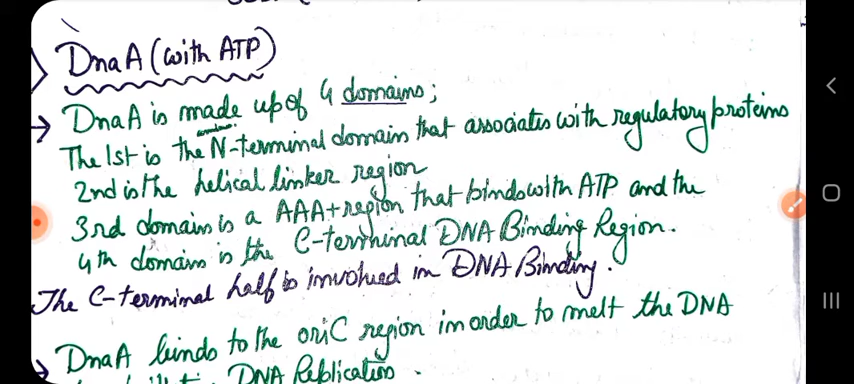 DnaA (with ATP)
→ DnaA is made up of 4 domains;
The 1st is the N-terminal domain that associates with regulatory proteins
2nd is the helical linker region
3rd domain is a AAA+ region that binds with ATP and the
4th domain is the C-terminal DNA Binding Region.
The C-terminal half is involved in DNA Binding.
→ DnaA binds to the oriC region in order to melt the DNA
DNA Replication.